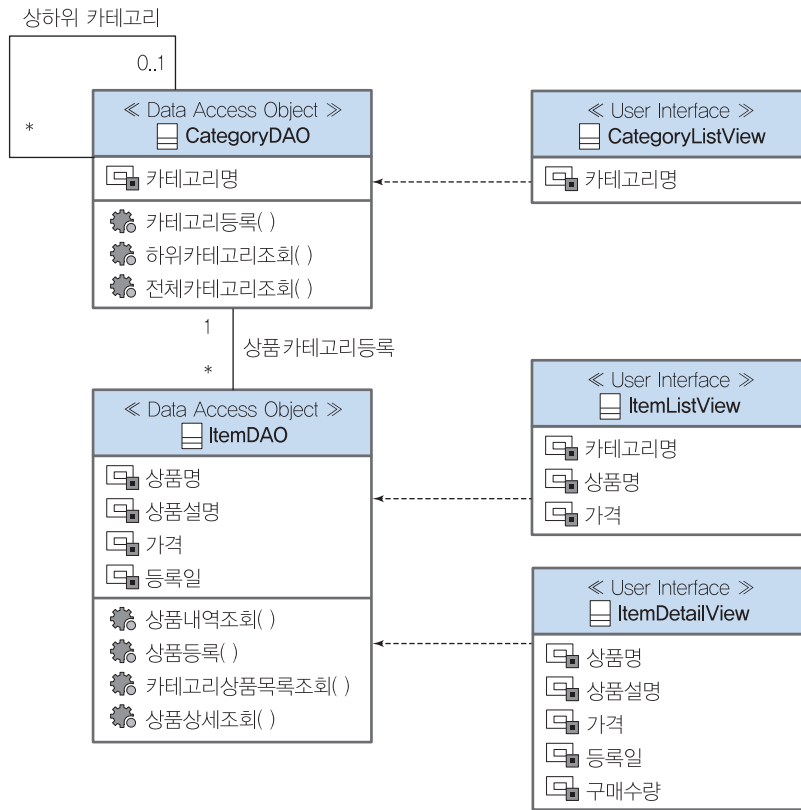 상하위 카테고리
0..1
*
≪ Data Access Object ≫
CategoryDAO
카테고리명
카테고리등록( )
하위카테고리조회( )
전체카테고리조회( )
≪ User Interface ≫
CategoryListView
카테고리명
1
상품카테고리등록
*
≪ Data Access Object ≫
ItemDAO
상품명
상품설명
가격
등록일
상품내역조회( )
상품등록( )
카테고리상품목록조회( )
상품상세조회( )
≪ User Interface ≫
ItemListView
카테고리명
상품명
가격
≪ User Interface ≫
ItemDetailView
상품명
상품설명
가격
등록일
구매수량